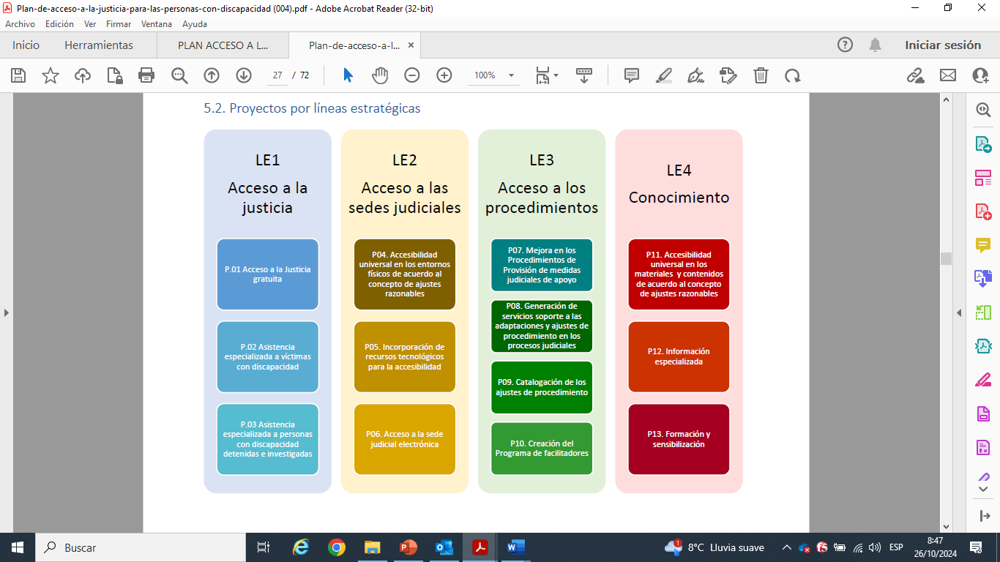 Plan-de-acceso-a-la-justicia-para-las-personas-con-discapacidad (004).pdf - Adobe Acrobat Reader (32-bit)
Archivo Edición Ver Firmar Ventana Ayuda
Inicio Herramientas PLAN ACCESO A L... Plan-de-acceso-a-l... × Iniciar sesión
27 / 72 100%
5.2. Proyectos por líneas estratégicas
LE1
Acceso a la
justicia
P.01 Acceso a la Justicia
gratuita
P.02 Asistencia
especializada a víctimas
con discapacidad
P.03 Asistencia
especializada a personas
con discapacidad
detenidas e investigadas
LE2
Acceso a las
sedes judiciales
P04. Accesibilidad
universal en los entornos
físicos de acuerdo al
concepto de ajustes
razonables
P05. Incorporación de
recursos tecnológicos
para la accesibilidad
P06. Acceso a la sede
judicial electrónica
LE3
Acceso a los
procedimientos
P07. Mejora en los
Procedimientos de
Provisión de medidas
judiciales de apoyo
P08. Generación de
servicios soporte a las
adaptaciones y ajustes de
procedimiento en los
procesos judiciales
P09. Catalogación de los
ajustes de procedimiento
P10. Creación del
Programa de facilitadores
LE4
Conocimiento
P11. Accesibilidad
universal en los
materiales y contenidos
de acuerdo al concepto
de ajustes razonables
P12. Información
especializada
P13. Formación y
sensibilización
Buscar
8°C Lluvia suave
ESP
8:47
26/10/2024